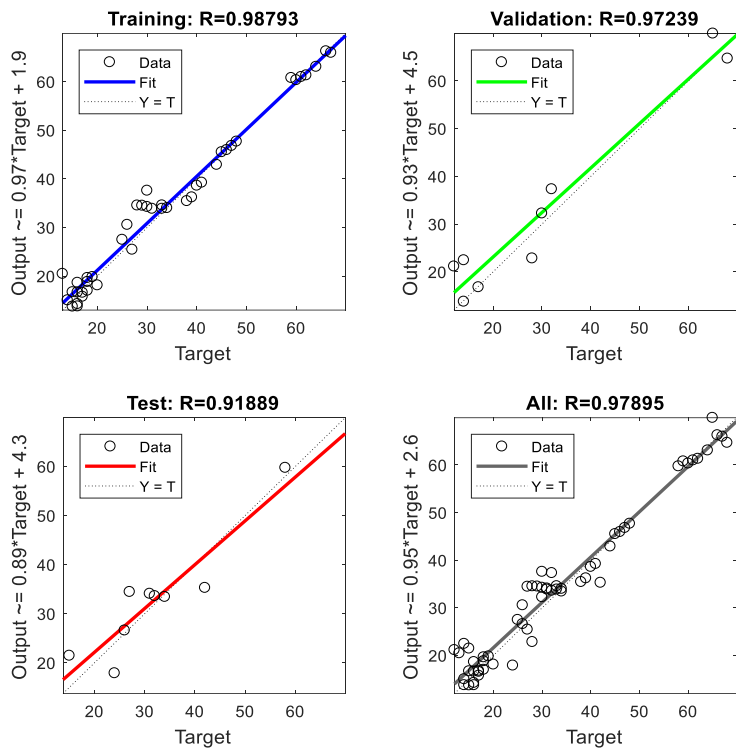 Training: R=0.98793
Output ~= 0.97*Target + 1.9
60
50
40
30
20
Data
Fit
Y = T
20
30
40
50
60
Target
Validation: R=0.97239
Output ~= 0.93*Target + 4.5
60
50
40
30
20
Data
Fit
Y = T
20
40
60
Target
Test: R=0.91889
Output ~= 0.89*Target + 4.3
60
50
40
30
20
Data
Fit
Y = T
20
30
40
50
60
Target
All: R=0.97895
Output ~= 0.95*Target + 2.6
60
50
40
30
20
Data
Fit
Y = T
20
40
60
Target